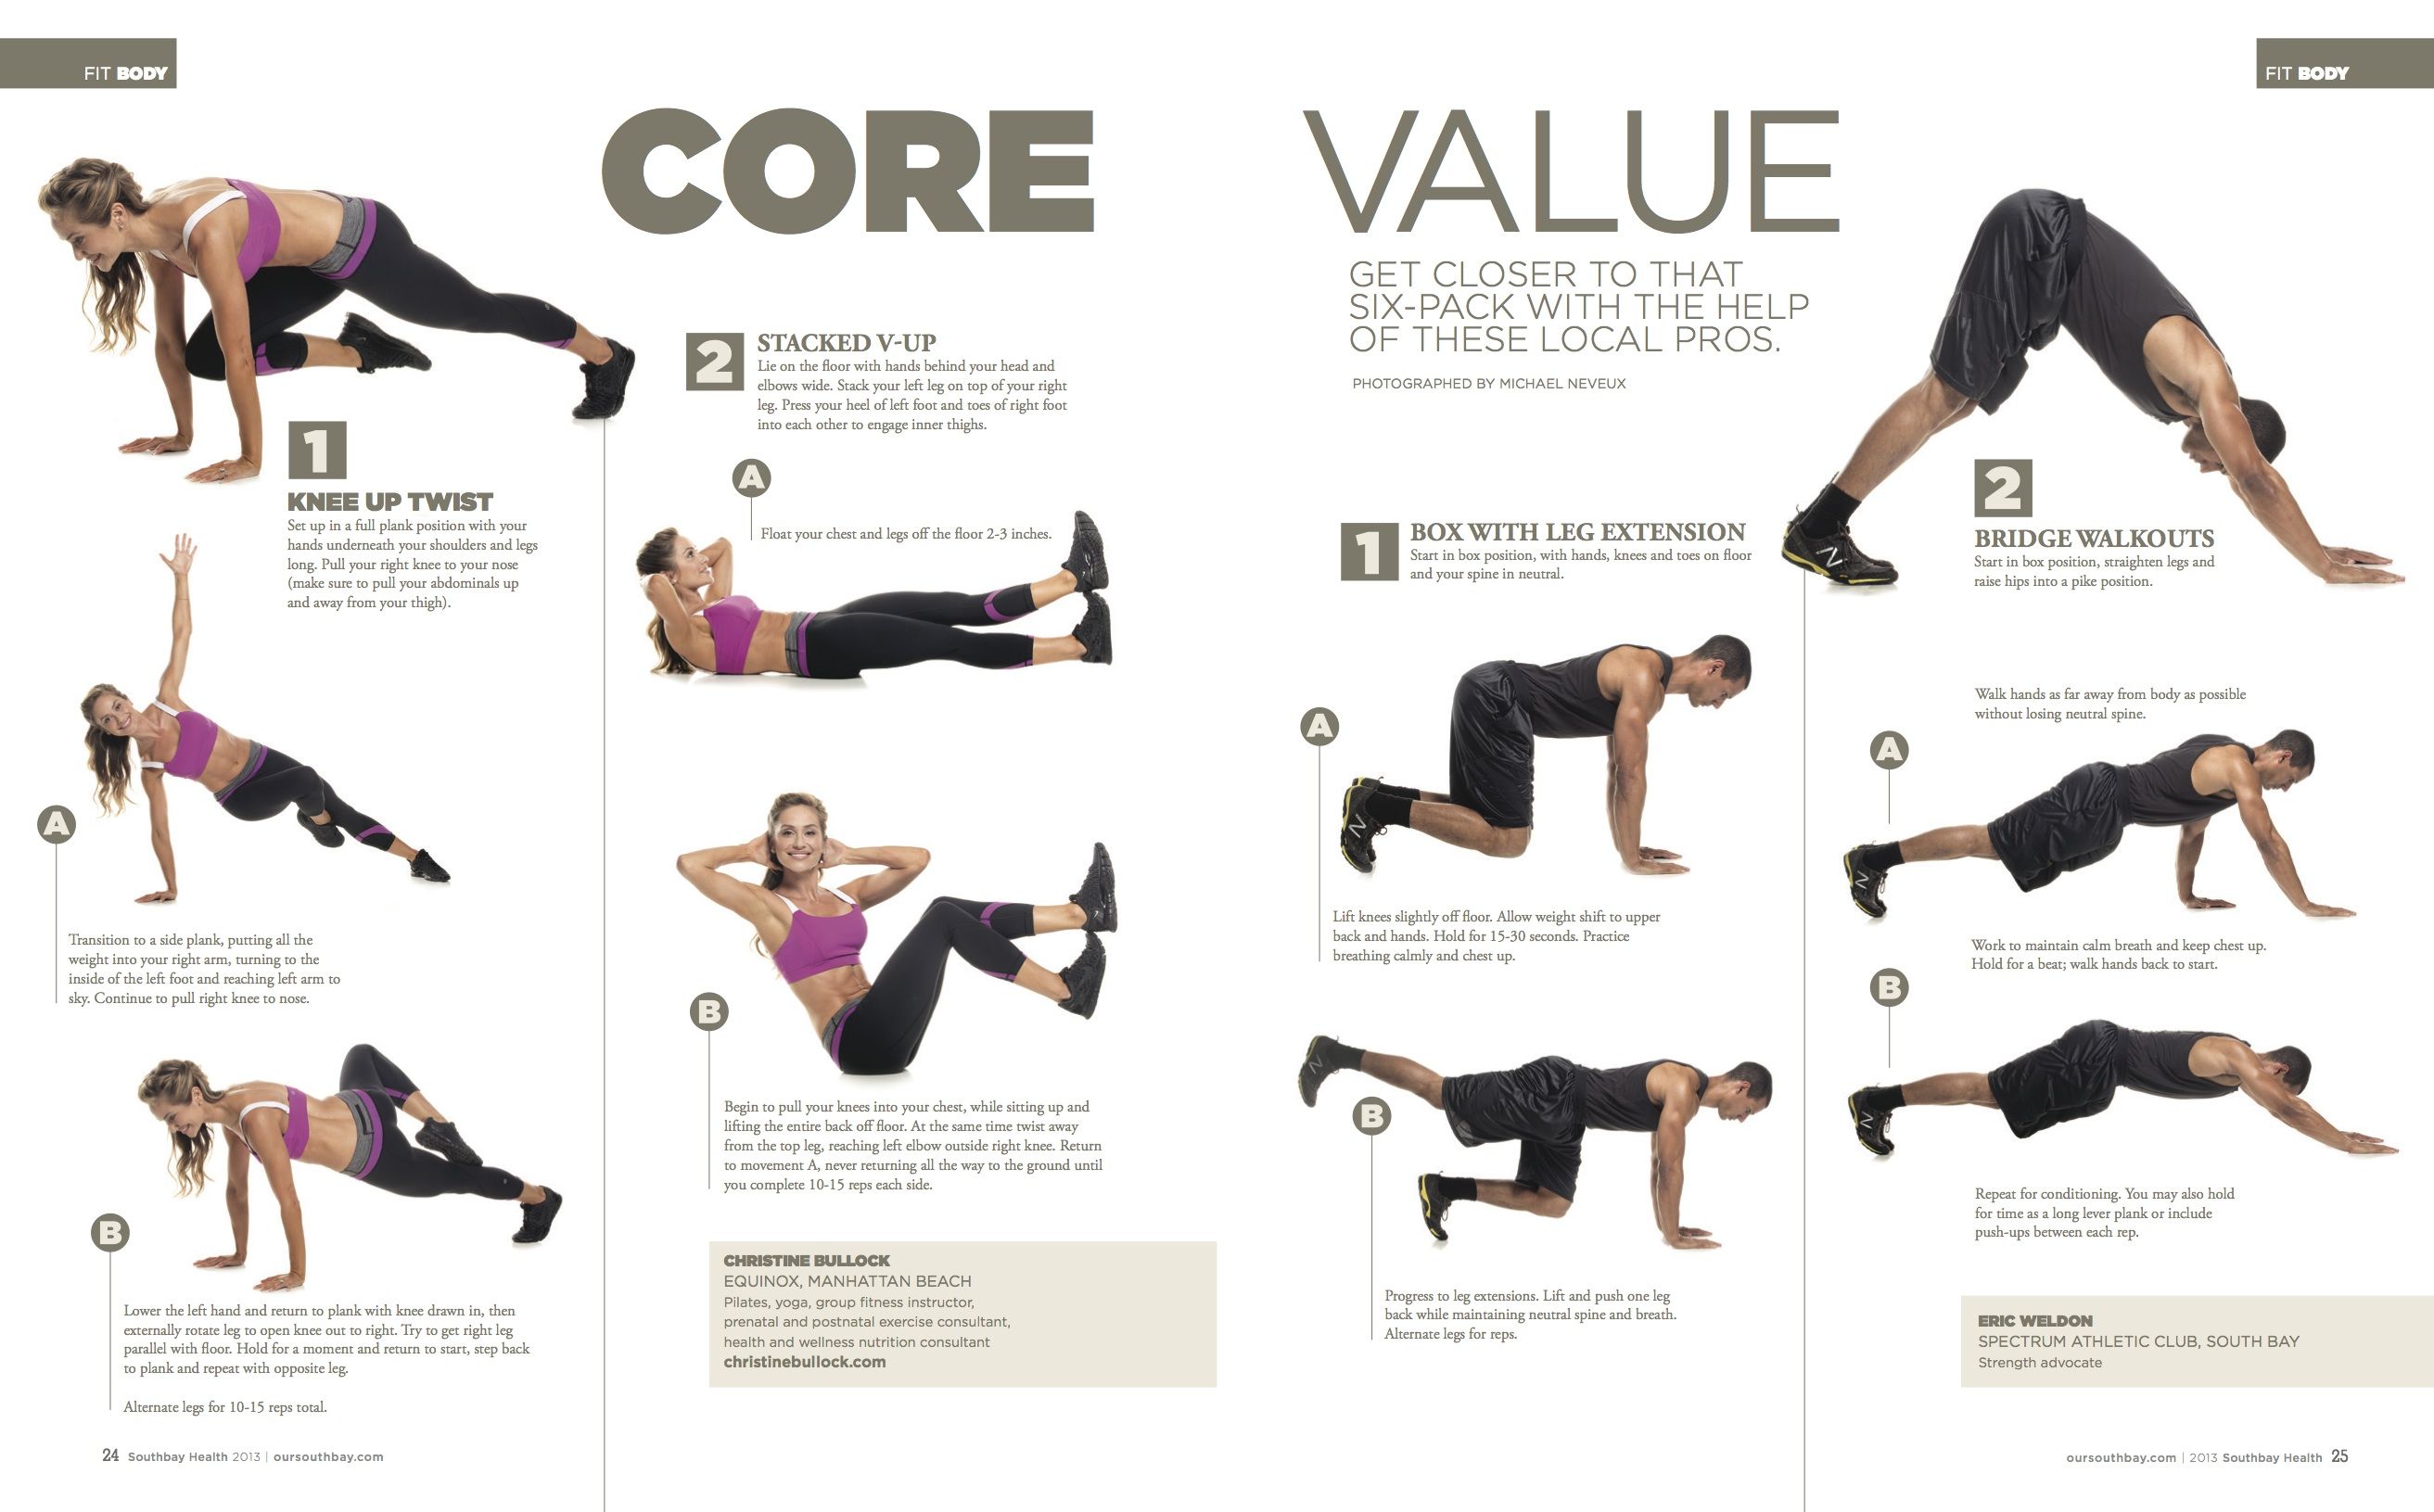 FIT BODY
CORE
1
KNEE UP TWIST
Set up in a full plank position with your
hands underneath your shoulders and legs
long. Pull your right knee to your nose
(make sure to pull your abdominals up
and away from your thigh).
A
Transition to a side plank, putting all the
weight into your right arm, turning to the
inside of the left foot and reaching left arm to
sky. Continue to pull right knee to nose.
B
Lower the left hand and return to plank with knee drawn in, then
externally rotate leg to open knee out to right. Try to get right leg
parallel with floor. Hold for a moment and return to start, step back
to plank and repeat with opposite leg.
Alternate legs for 10-15 reps total.
24 Southbay Health 2013 | oursouthbay.com
2
STACKED V-UP
Lie on the floor with hands behind your head and
elbows wide. Stack your left leg on top of your right
leg. Press your heel of left foot and toes of right foot
into each other to engage inner thighs.
A
Float your chest and legs off the floor 2-3 inches.
B
Begin to pull your knees into your chest, while sitting up and
lifting the entire back off floor. At the same time twist away
from the top leg, reaching left elbow outside right knee. Return
to movement A, never returning all the way to the ground until
you complete 10-15 reps each side.
CHRISTINE BULLOCK
EQUINOX, MANHATTAN BEACH
Pilates, yoga, group fitness instructor,
prenatal and postnatal exercise consultant,
health and wellness nutrition consultant
christinebullock.com
FIT BODY
VALUE
GET CLOSER TO THAT
SIX-PACK WITH THE HELP
OF THESE LOCAL PROS.
PHOTOGRAPHED BY MICHAEL NEVEUX
1
BOX WITH LEG EXTENSION
Start in box position, with hands, knees and toes on floor
and your spine in neutral.
A
N
Lift knees slightly off floor. Allow weight shift to upper
back and hands. Hold for 15-30 seconds. Practice
breathing calmly and chest up.
N
B
Progress to leg extensions. Lift and push one leg
back while maintaining neutral spine and breath.
Alternate legs for reps.
N
2
BRIDGE WALKOUTS
Start in box position, straighten legs and
raise hips into a pike position.
Walk hands as far away from body as possible
without losing neutral spine.
A
N
Work to maintain calm breath and keep chest up.
Hold for a beat; walk hands back to start.
B
N
Repeat for conditioning. You may also hold
for time as a long lever plank or include
push-ups between each rep.
ERIC WELDON
SPECTRUM ATHLETIC CLUB, SOUTH BAY
Strength advocate
oursouthbay.com | 2013 Southbay Health 25